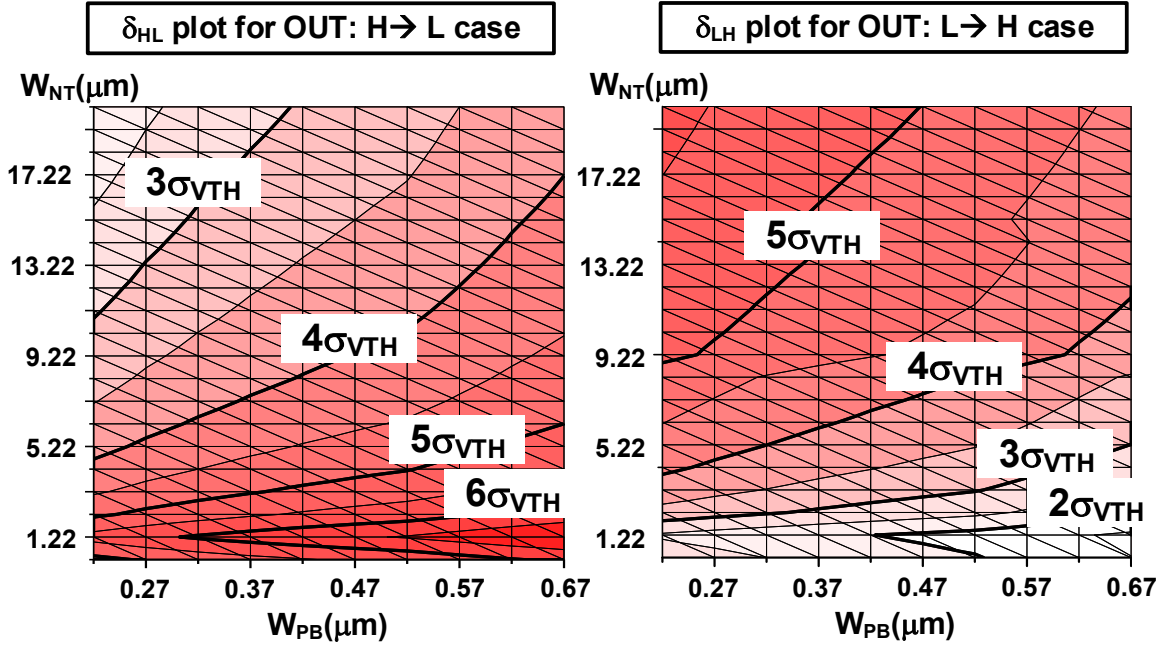 δHL plot for OUT: H→ L case
WNT(μm)
17.22
13.22
9.22
5.22
1.22
3σVTH
4σVTH
5σVTH
6σVTH
0.27 0.37 0.47 0.57 0.67
WPB(μm)
δLH plot for OUT: L→ H case
WNT(μm)
17.22
13.22
9.22
5.22
1.22
5σVTH
4σVTH
3σVTH
2σVTH
0.27 0.37 0.47 0.57 0.67
WPB(μm)